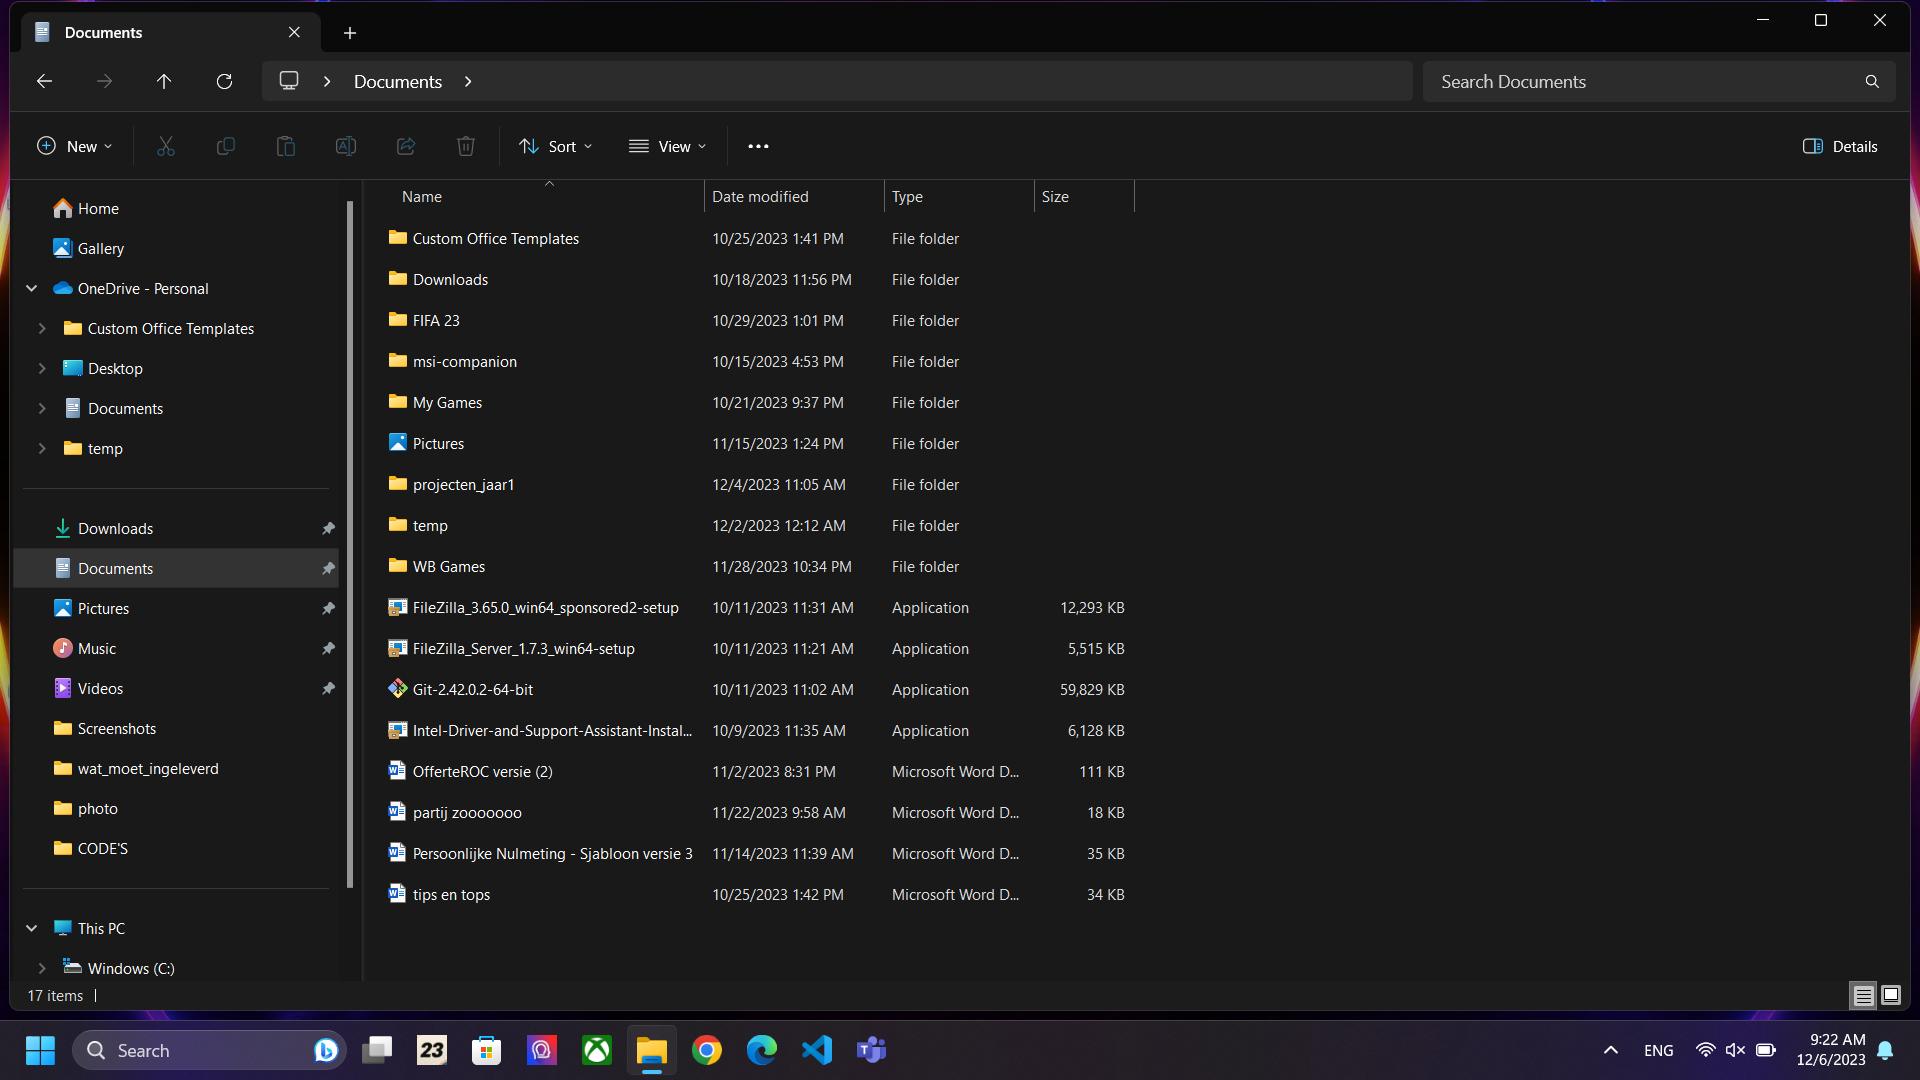 Documents
Documents
Search Documents
New
Sort
View
Details
Home
Gallery
OneDrive - Personal
Custom Office Templates
Desktop
Documents
temp
Downloads
Documents
Pictures
Music
Videos
Screenshots
wat_moet_ingeleverd
photo
CODE'S
This PC
Windows (C:)
Name Date modified Type Size
Custom Office Templates 10/25/2023 1:41 PM File folder
Downloads 10/18/2023 11:56 PM File folder
FIFA 23 10/29/2023 1:01 PM File folder
msi-companion 10/15/2023 4:53 PM File folder
My Games 10/21/2023 9:37 PM File folder
Pictures 11/15/2023 1:24 PM File folder
projecten_jaar1 12/4/2023 11:05 AM File folder
temp 12/2/2023 12:12 AM File folder
WB Games 11/28/2023 10:34 PM File folder
FileZilla_3.65.0_win64_sponsored2-setup 10/11/2023 11:31 AM Application 12,293 KB
FileZilla_Server_1.7.3_win64-setup 10/11/2023 11:21 AM Application 5,515 KB
Git-2.42.0.2-64-bit 10/11/2023 11:02 AM Application 59,829 KB
Intel-Driver-and-Support-Assistant-Instal... 10/9/2023 11:35 AM Application 6,128 KB
OfferteROC versie (2) 11/2/2023 8:31 PM Microsoft Word D... 111 KB
partij zooooooo 11/22/2023 9:58 AM Microsoft Word D... 18 KB
Persoonlijke Nulmeting - Sjabloon versie 3 11/14/2023 11:39 AM Microsoft Word D... 35 KB
tips en tops 10/25/2023 1:42 PM Microsoft Word D... 34 KB
17 items
Search
23
ENG
9:22 AM
12/6/2023